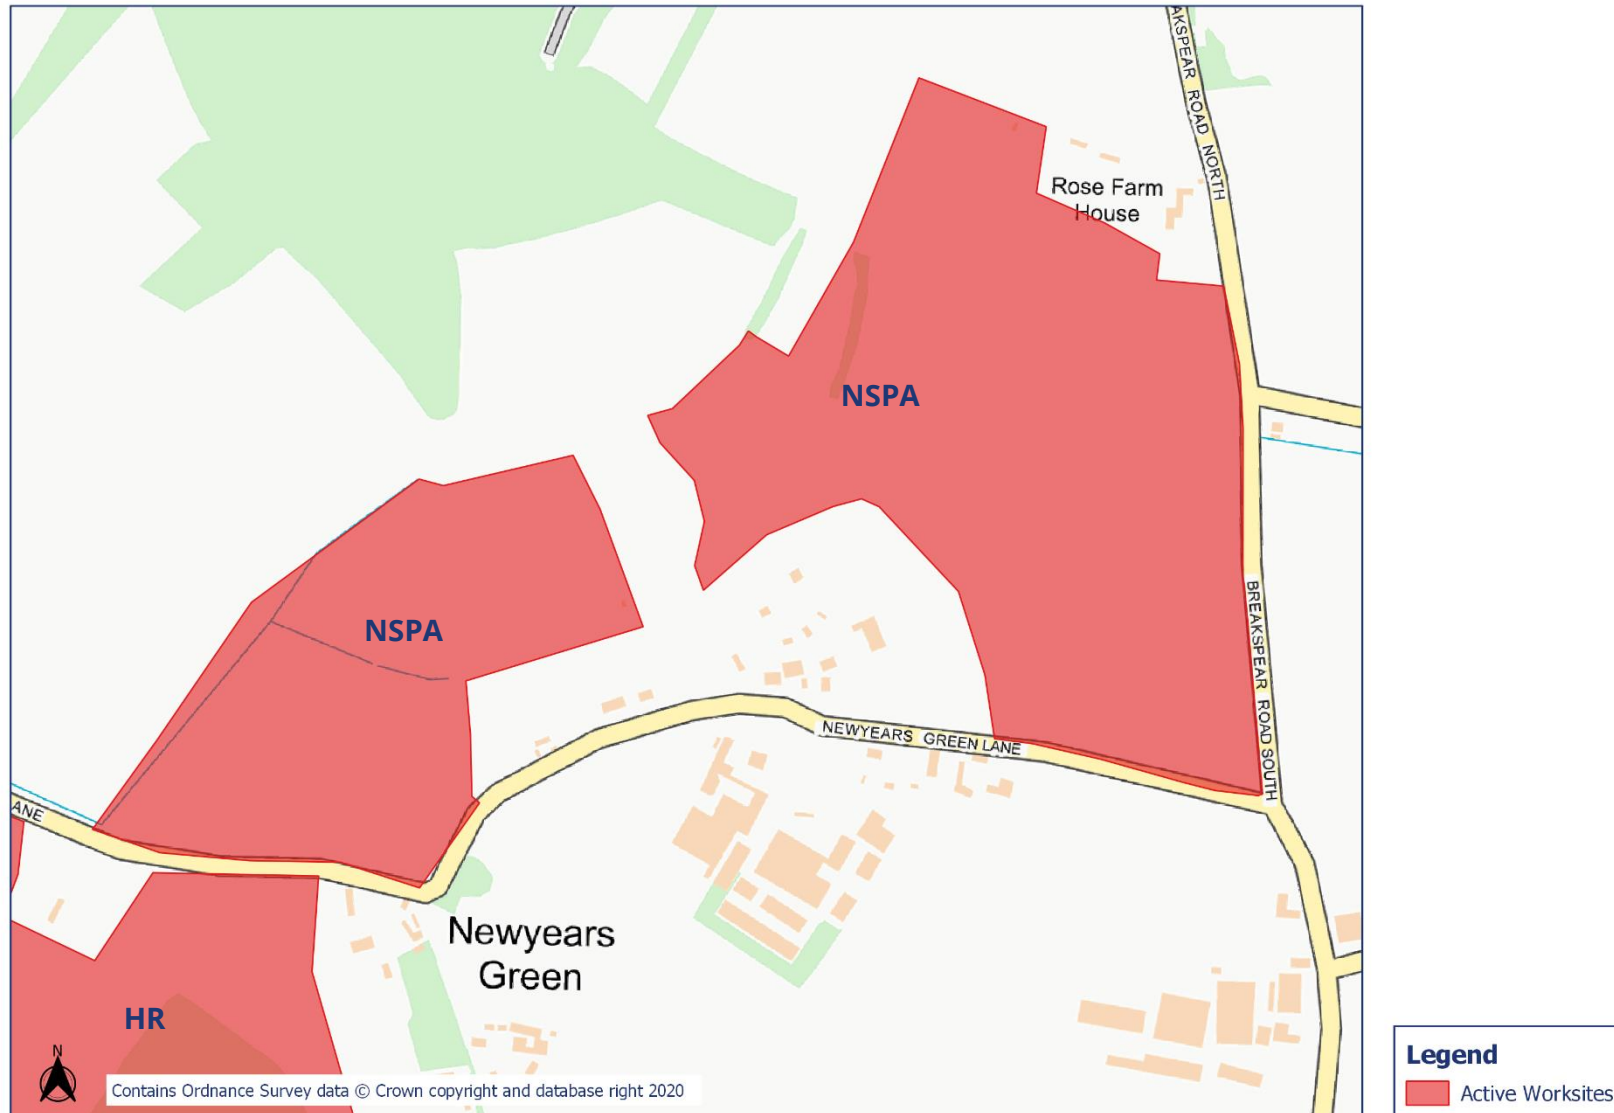 AKSPEAR ROAD NORTH
Rose Farm
House
NSPA
NSPA
BREAKSPEAR ROAD SOUTH
NEWYEARS GREEN LANE
ANE
Newyears
Green
HR
N
Contains Ordnance Survey data © Crown copyright and database right 2020
Legend
Active Worksites